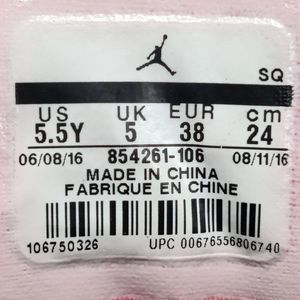 SQ
US UK EUR cm
5.5Y 5 38 24
06/08/16 854261-106 08/11/16
MADE IN CHINA
FABRIQUE EN CHINE
106750326 UPC 00676556806740